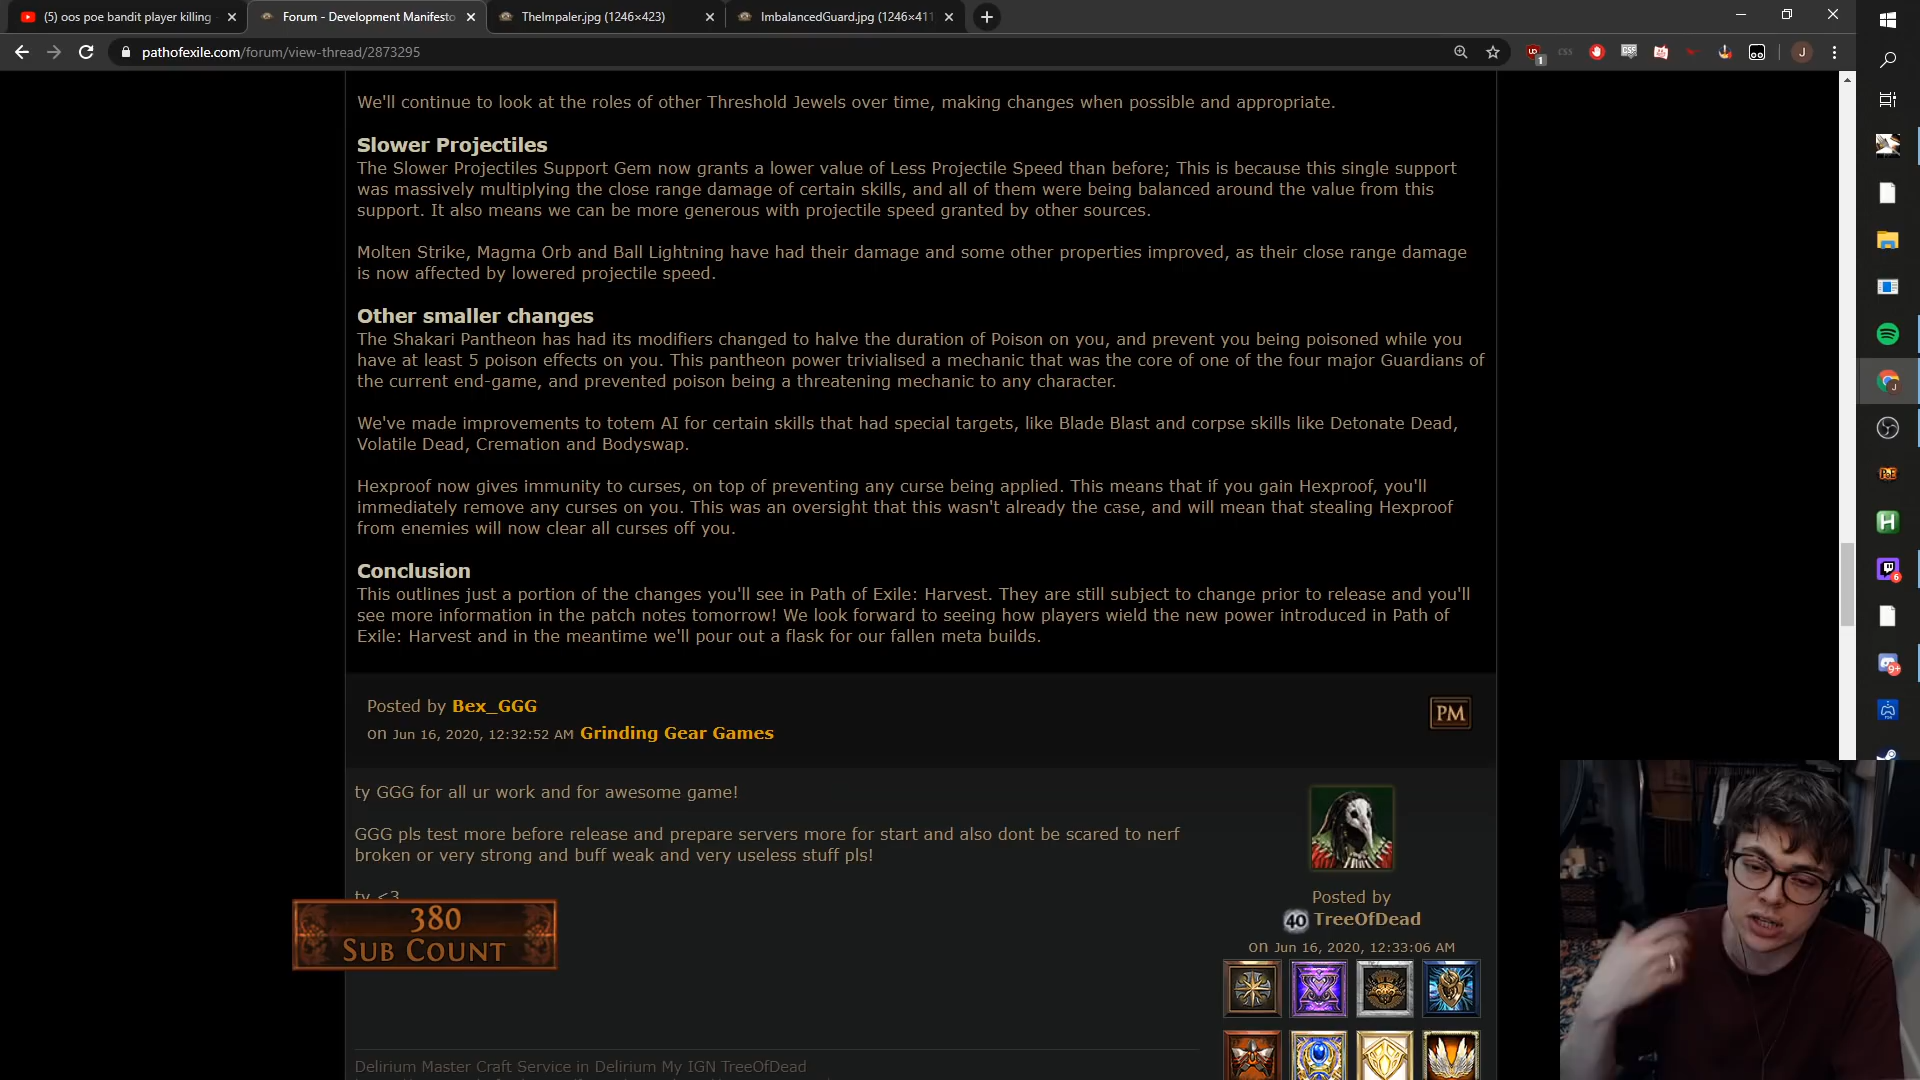 (5) oos poe bandit player killing
Forum - Development Manifesto
TheImpaler.jpg (1246×423)
ImbalancedGuard.jpg (1246×411
pathofexile.com/forum/view-thread/2873295
We'll continue to look at the roles of other Threshold Jewels over time, making changes when possible and appropriate.
Slower Projectiles
The Slower Projectiles Support Gem now grants a lower value of Less Projectile Speed than before; This is because this single support
was massively multiplying the close range damage of certain skills, and all of them were being balanced around the value from this
support. It also means we can be more generous with projectile speed granted by other sources.
Molten Strike, Magma Orb and Ball Lightning have had their damage and some other properties improved, as their close range damage
is now affected by lowered projectile speed.
Other smaller changes
The Shakari Pantheon has had its modifiers changed to halve the duration of Poison on you, and prevent you being poisoned while you
have at least 5 poison effects on you. This pantheon power trivialised a mechanic that was the core of one of the four major Guardians of
the current end-game, and prevented poison being a threatening mechanic to any character.
We've made improvements to totem AI for certain skills that had special targets, like Blade Blast and corpse skills like Detonate Dead,
Volatile Dead, Cremation and Bodyswap.
Hexproof now gives immunity to curses, on top of preventing any curse being applied. This means that if you gain Hexproof, you'll
immediately remove any curses on you. This was an oversight that this wasn't already the case, and will mean that stealing Hexproof
from enemies will now clear all curses off you.
Conclusion
This outlines just a portion of the changes you'll see in Path of Exile: Harvest. They are still subject to change prior to release and you'll
see more information in the patch notes tomorrow! We look forward to seeing how players wield the new power introduced in Path of
Exile: Harvest and in the meantime we'll pour out a flask for our fallen meta builds.
Posted by Bex_GGG
on Jun 16, 2020, 12:32:52 AM Grinding Gear Games
PM
ty GGG for all ur work and for awesome game!
GGG pls test more before release and prepare servers more for start and also dont be scared to nerf
broken or very strong and buff weak and very useless stuff pls!
ty <3
380
SUB COUNT
Posted by
40 TreeOfDead
on Jun 16, 2020, 12:33:06 AM
Delirium Master Craft Service in Delirium My IGN TreeOfDead